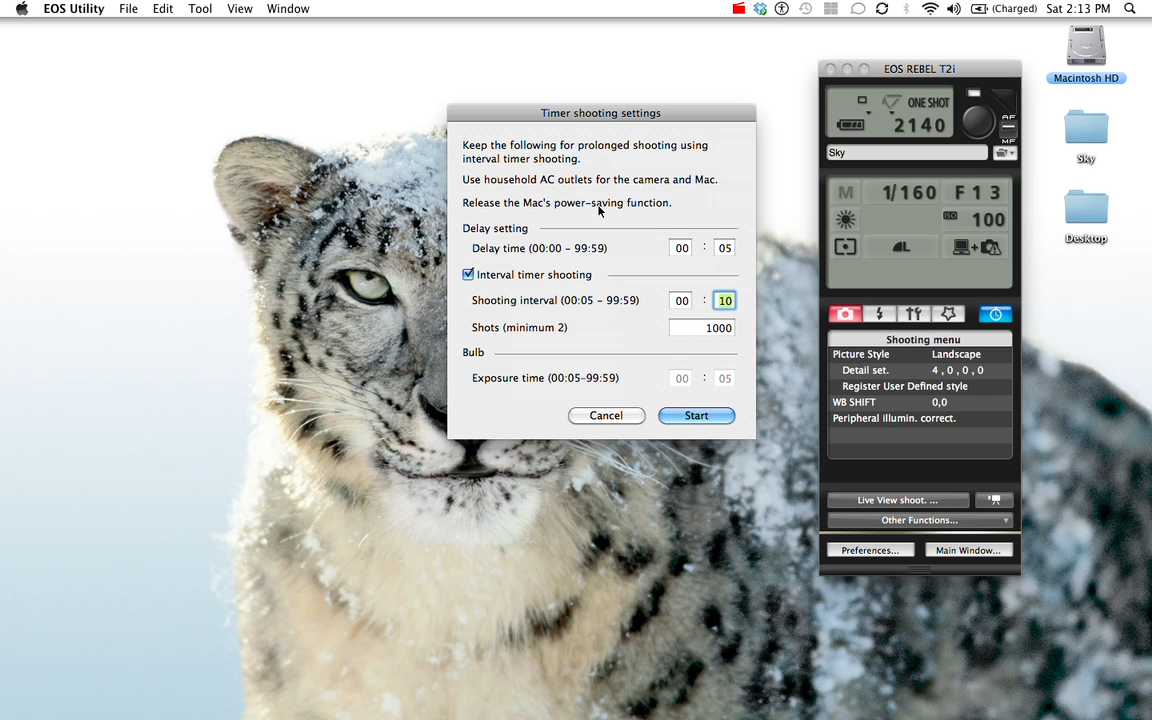 EOS Utility File Edit Tool View Window (Charged) Sat 2:13 PM
Macintosh HD
Sky
Desktop
Timer shooting settings
Keep the following for prolonged shooting using
interval timer shooting.
Use household AC outlets for the camera and Mac.
Release the Mac's power-saving function.
Delay setting
Delay time (00:00 - 99:59) 00 : 05
Interval timer shooting
Shooting interval (00:05 - 99:59) 00 : 10
Shots (minimum 2) 1000
Bulb
Exposure time (00:05-99:59) 00 : 05
Cancel Start
EOS REBEL T2i
ONE SHOT
2140
AF
MF
Sky
M 1/160 F13
ISO 100
L
Shooting menu
Picture Style Landscape
Detail set. 4 , 0 , 0 , 0
Register User Defined style
WB SHIFT 0,0
Peripheral illumin. correct.
Live View shoot. ...
Other Functions...
Preferences... Main Window...